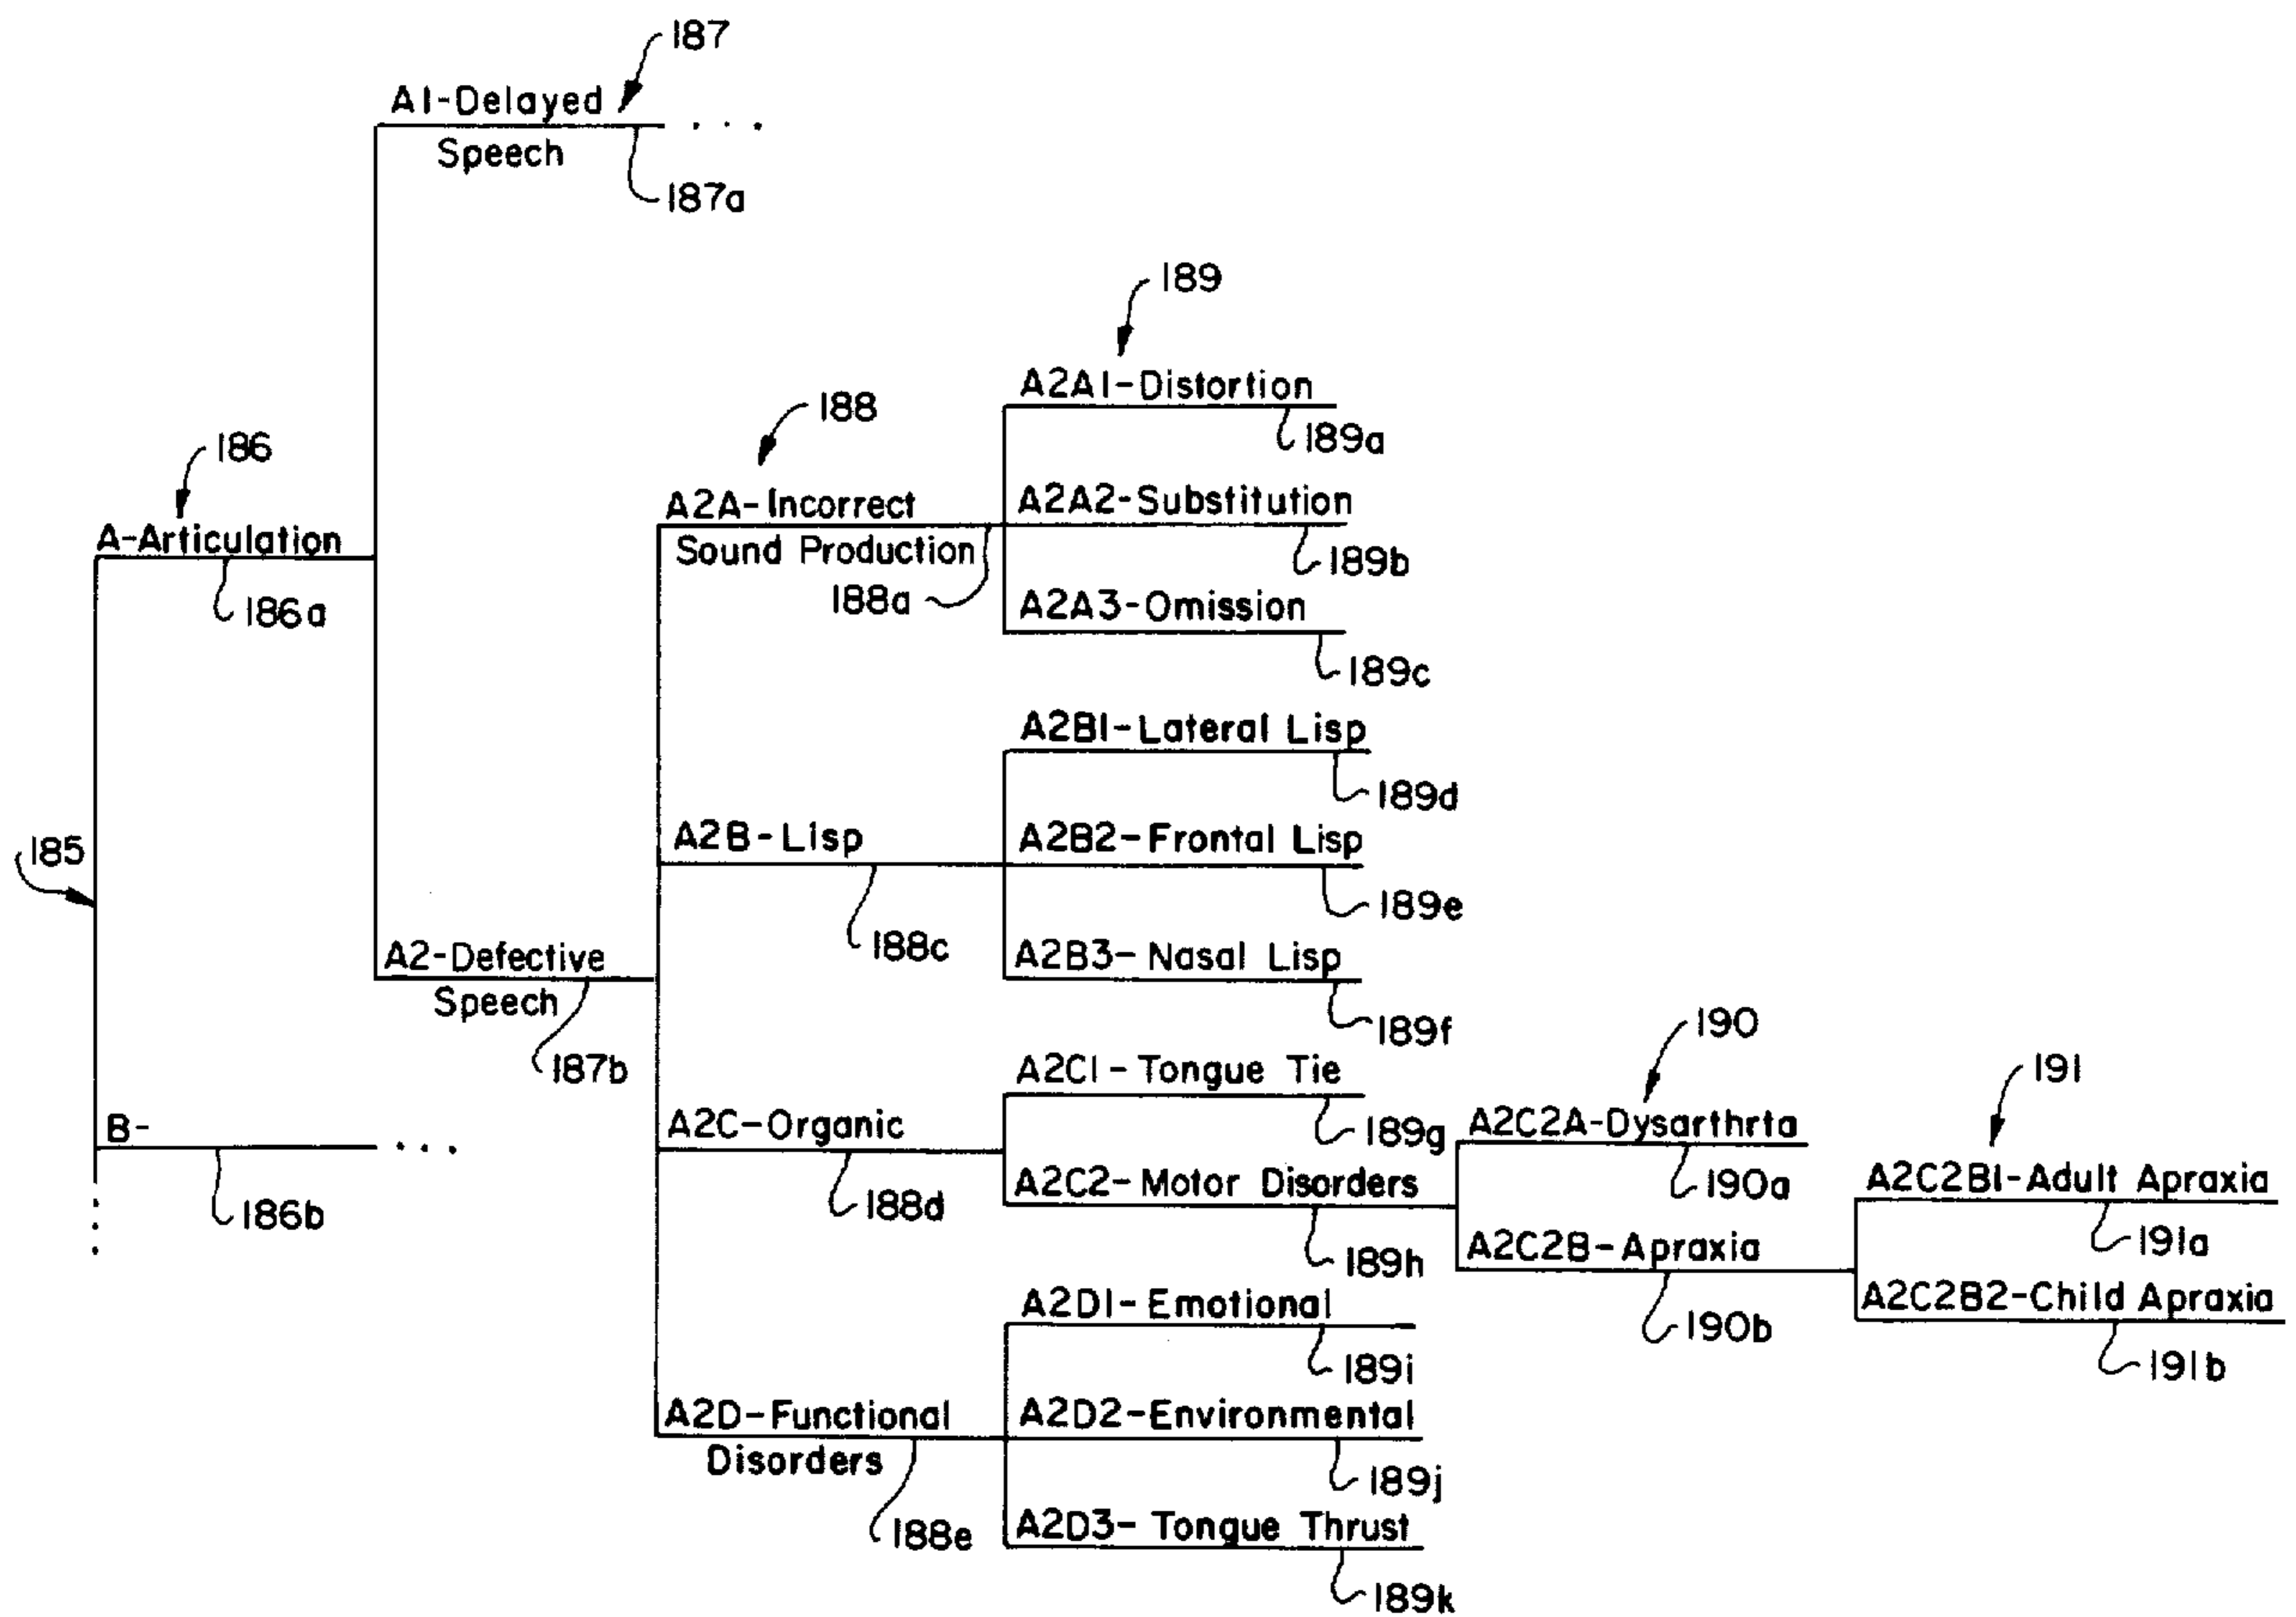 187
A1-Delayed
Speech
187a
189
A2A1-Distortion
189a
188
186
A2A-Incorrect
Sound Production
188a
A2A2-Substitution
189b
A-Articulation
186a
A2A3-Omission
189c
A2B1-Lateral Lisp
189d
185
A2B-Lisp
188c
A2B2-Frontal Lisp
189e
A2-Defective
Speech
187b
A2B3-Nasal Lisp
189f
190
191
B-
186b
A2C-Organic
188d
A2C1-Tongue Tie
189g
A2C2-Motor Disorders
189h
A2C2A-Dysarthrta
190a
A2C2B-Apraxia
190b
A2C2B1-Adult Apraxia
191a
A2C2B2-Child Apraxia
191b
A2D1-Emotional
189i
A2D-Functional
Disorders
188e
A2D2-Environmental
189j
A2D3-Tongue Thrust
189k